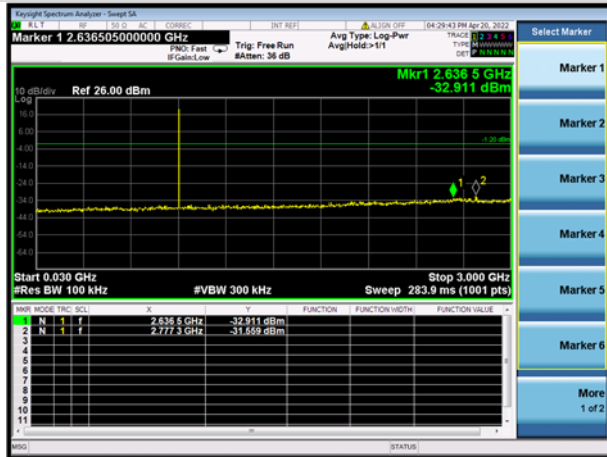 Keysight Spectrum Analyzer - Swept SA
RLT RF 50 Ω AC CORREC INT REF ALIGN OFF 04:29:43 PM Apr 20, 2022
Marker 1 2.636505000000 GHz
PNO: Fast
IFGain:Low
Trig: Free Run
#Atten: 36 dB
Avg Type: Log-Pwr
Avg|Hold:>1/1
TRACE 1 2 3 4 5 6
TYPE M W W W W W
DET P N N N N N
Select Marker
Mkr1 2.636 5 GHz
-32.911 dBm
10 dB/div Ref 26.00 dBm
Log
16.0
6.00
-1.20 dBm
-4.00
-14.0
-24.0
1 2
-34.0
-44.0
-54.0
-64.0
Start 0.030 GHz Stop 3.000 GHz
#Res BW 100 kHz #VBW 300 kHz Sweep 283.9 ms (1001 pts)
MKR MODE TRC SCL X Y FUNCTION FUNCTION WIDTH FUNCTION VALUE
1 N 1 f 2.636 5 GHz -32.911 dBm
2 N 1 f 2.777 3 GHz -31.559 dBm
3
4
5
6
7
8
9
10
11
MSG STATUS
Marker 1
Marker 2
Marker 3
Marker 4
Marker 5
Marker 6
More
1 of 2